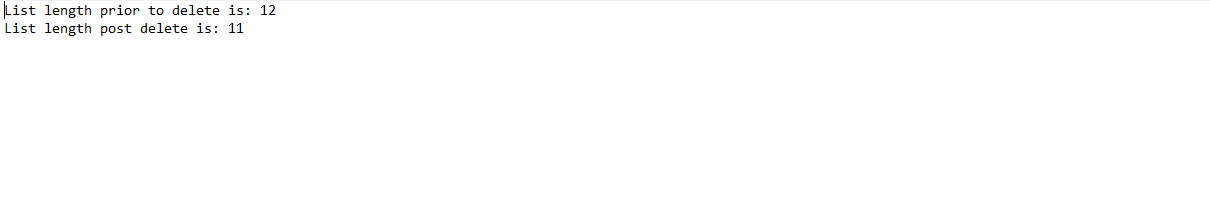 List length prior to delete is: 12
List length post delete is: 11